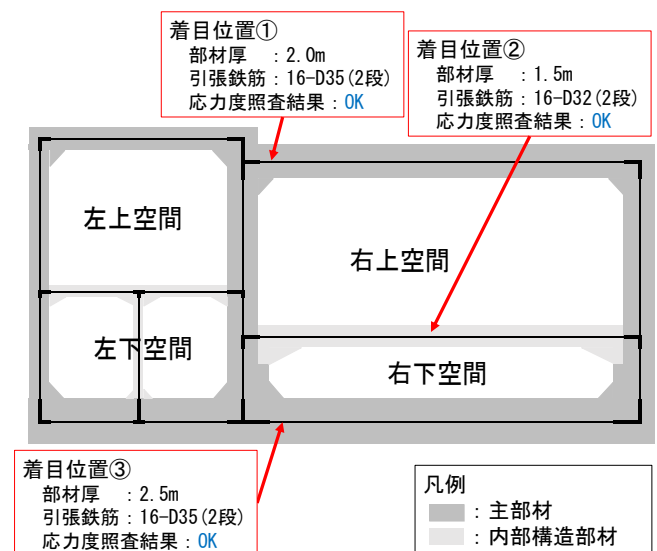 着目位置①
部材厚　：2.0m
引張鉄筋：16-D35(2段)
応力度照査結果：OK
着目位置②
部材厚　：1.5m
引張鉄筋：16-D32(2段)
応力度照査結果：OK
左上空間
右上空間
左下空間
右下空間
着目位置③
部材厚　：2.5m
引張鉄筋：16-D35(2段)
応力度照査結果：OK
凡例
：主部材
：内部構造部材